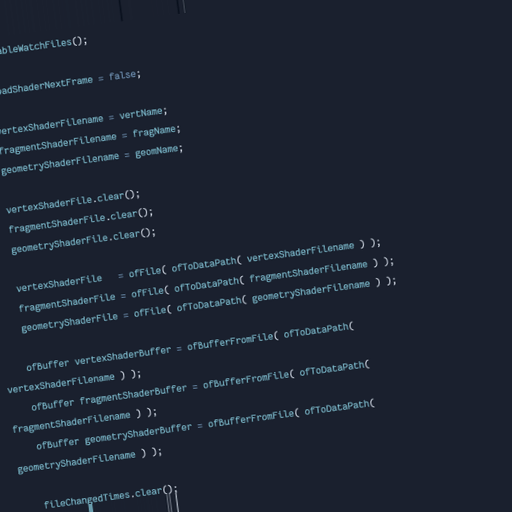 ableWatchFiles();
oadShaderNextFrame = false;
vertexShaderFilename = vertName;
fragmentShaderFilename = fragName;
geometryShaderFilename = geomName;
vertexShaderFile.clear();
fragmentShaderFile.clear();
geometryShaderFile.clear();
vertexShaderFile   = ofFile( ofToDataPath( vertexShaderFilename ) );
fragmentShaderFile = ofFile( ofToDataPath( fragmentShaderFilename ) );
geometryShaderFile = ofFile( ofToDataPath( geometryShaderFilename ) );
ofBuffer vertexShaderBuffer = ofBufferFromFile( ofToDataPath(
vertexShaderFilename ) );
ofBuffer fragmentShaderBuffer = ofBufferFromFile( ofToDataPath(
fragmentShaderFilename ) );
ofBuffer geometryShaderBuffer = ofBufferFromFile( ofToDataPath(
geometryShaderFilename ) );
fileChangedTimes.clear();